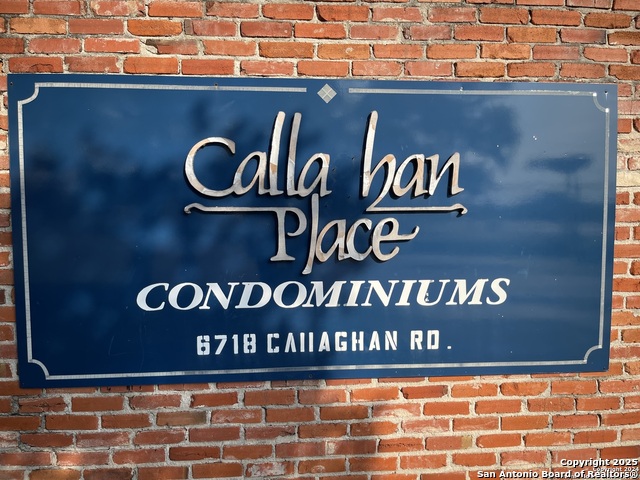 Callahan
Place
CONDOMINIUMS
6718 CAllAGHAN RD.
Copyright 2025
San Antonio Board of Realtors®